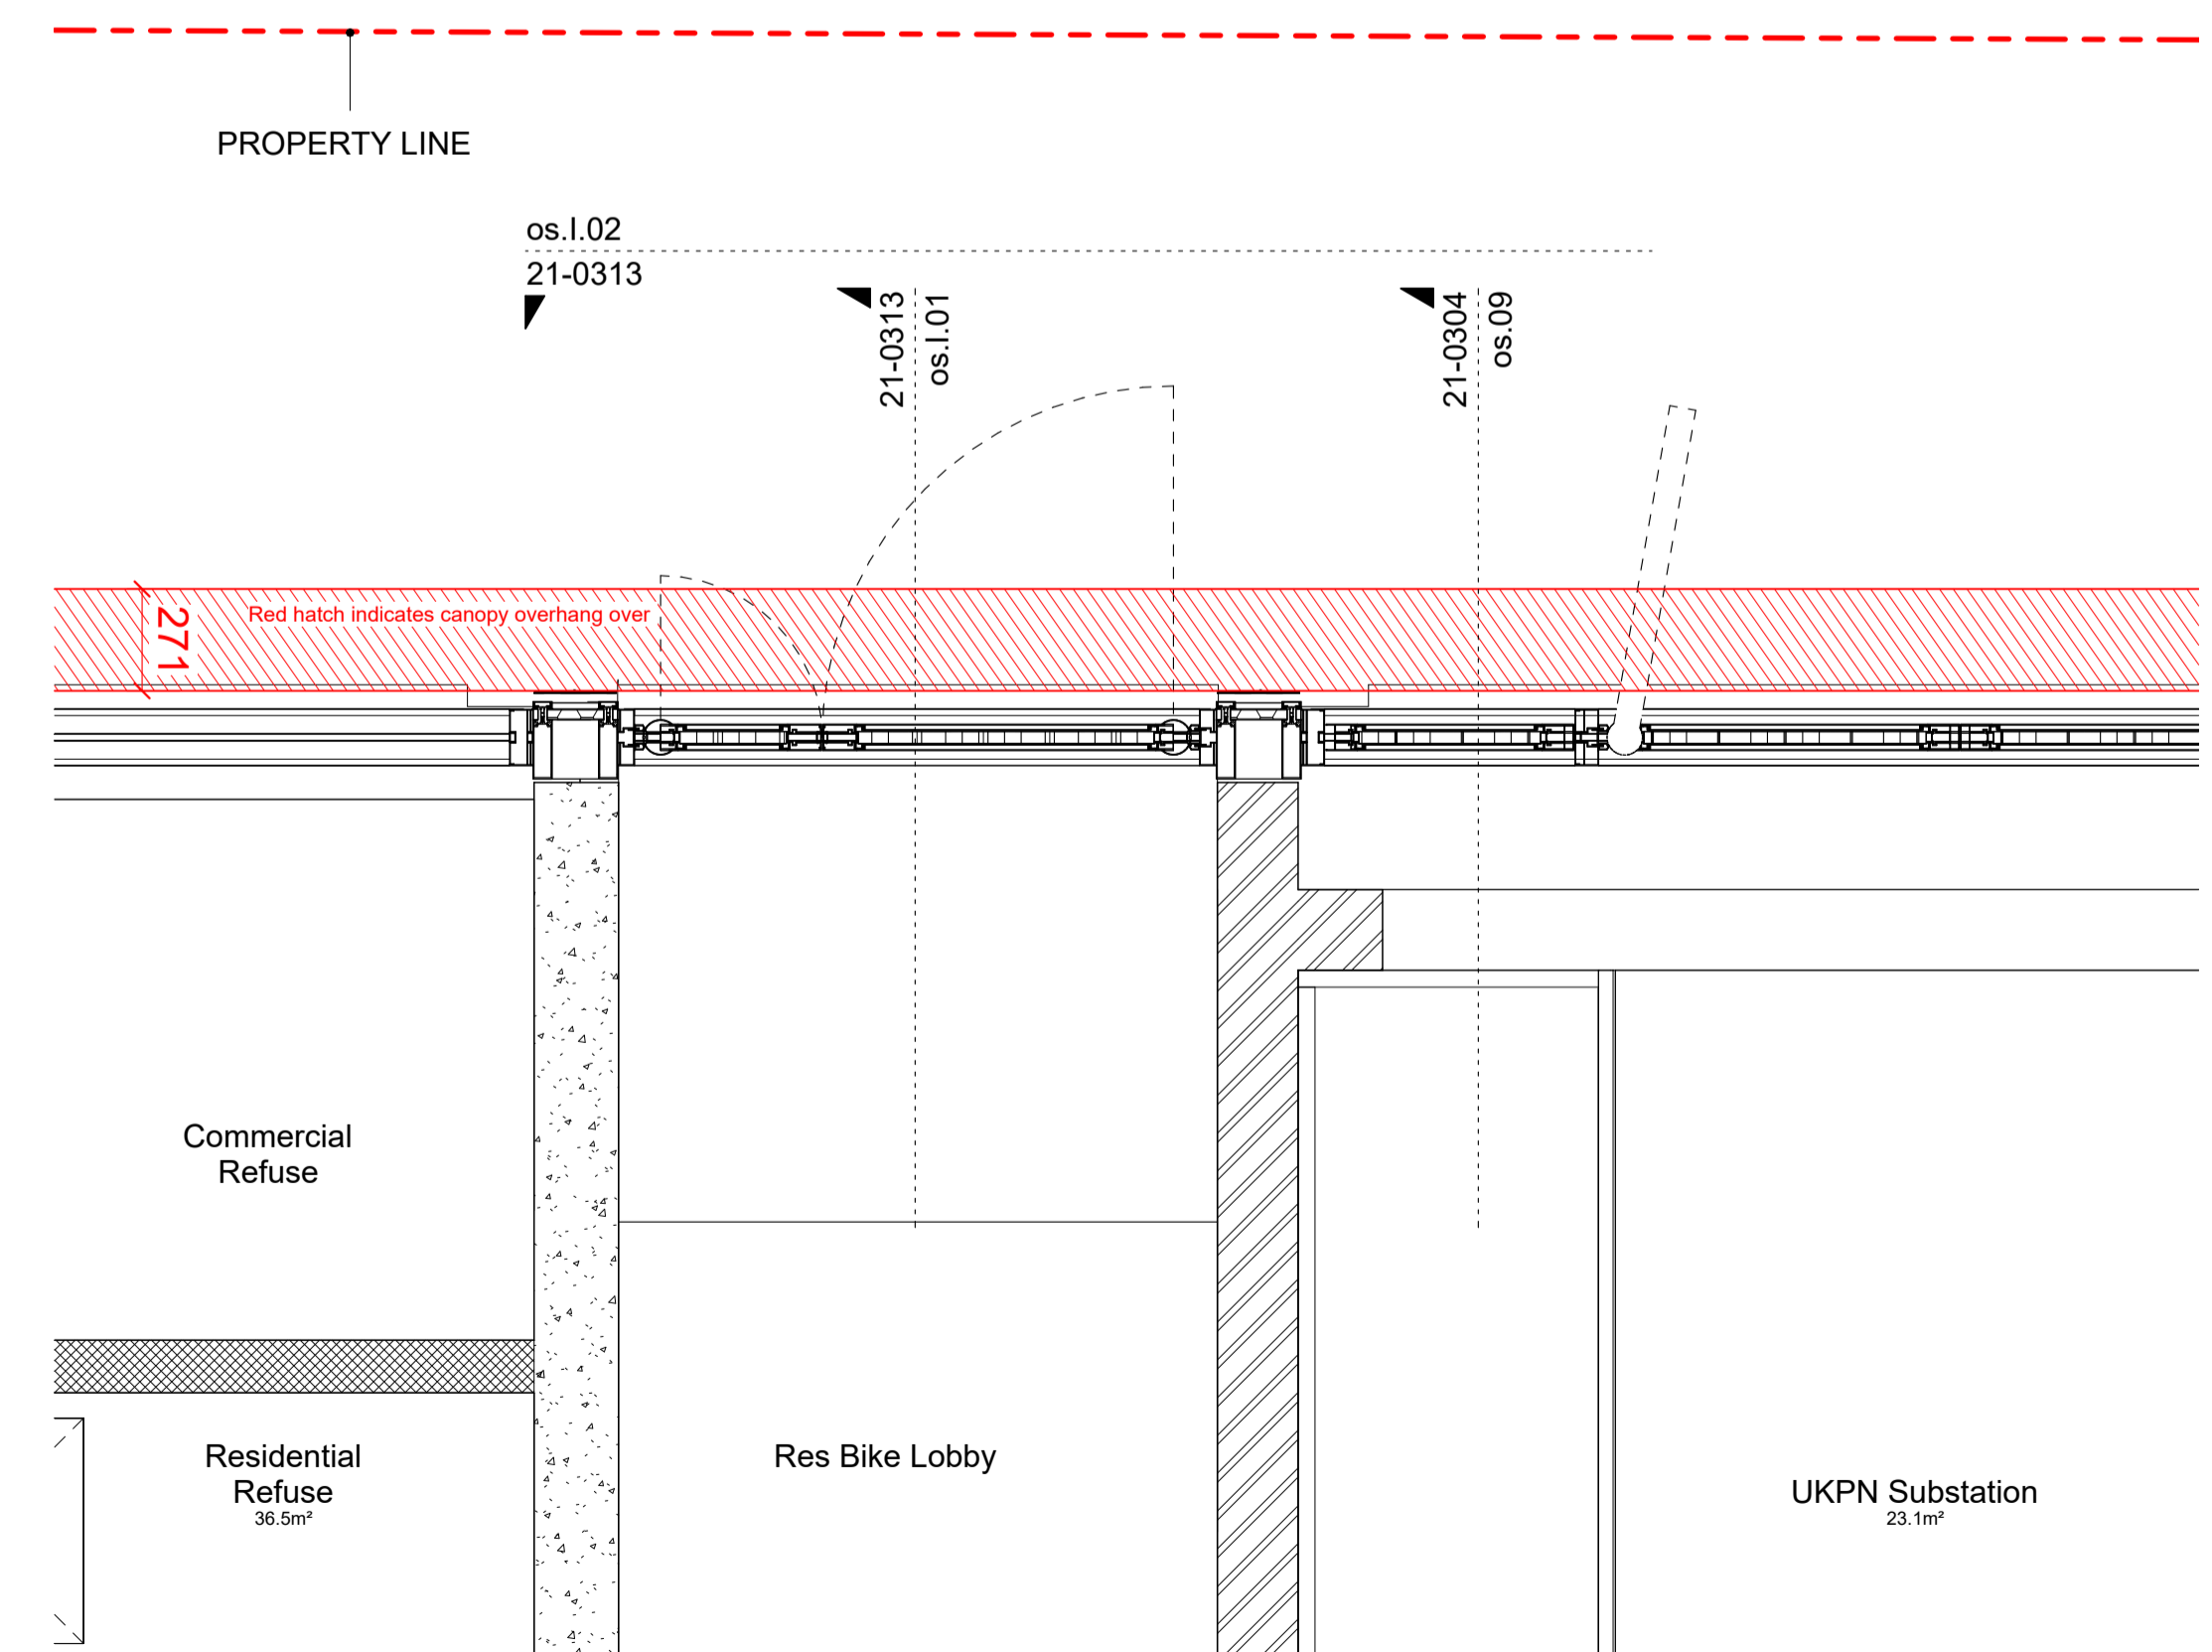 PROPERTY LINE
os.l.02
21-0313
21-0313
os.l.01
21-0304
os.09
271
Red hatch indicates canopy overhang over
Commercial
Refuse
Residential
Refuse
36.5m²
Res Bike Lobby
UKPN Substation
23.1m²